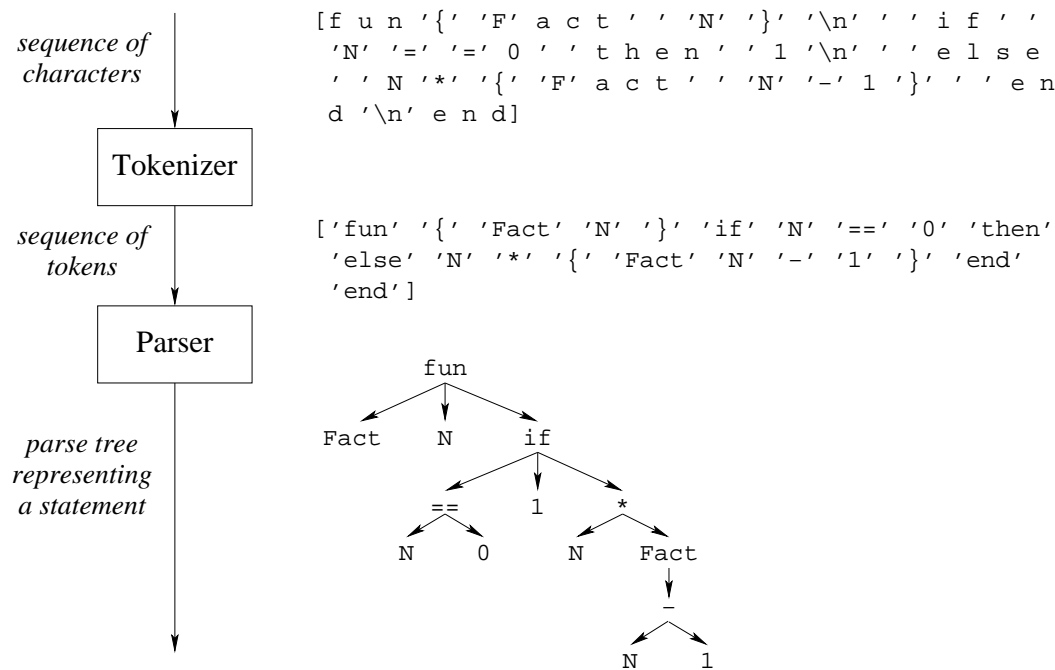 sequence of
characters
[f u n '{' 'F' a c t ' ' 'N' '}' '\n' ' ' i f ' '
'N' '=' '=' 0 ' ' t h e n ' ' 1 '\n' ' ' e l s e
' ' N '*' '{' 'F' a c t ' ' 'N' '-' 1 '}' ' ' e n
d '\n' e n d]
Tokenizer
sequence of
tokens
['fun' '{' 'Fact' 'N' '}' 'if' 'N' '==' '0' 'then'
'else' 'N' '*' '{' 'Fact' 'N' '-' '1' '}' 'end'
'end']
Parser
parse tree
representing
a statement
fun
Fact N if
== 1 *
N 0 N Fact
-
N 1